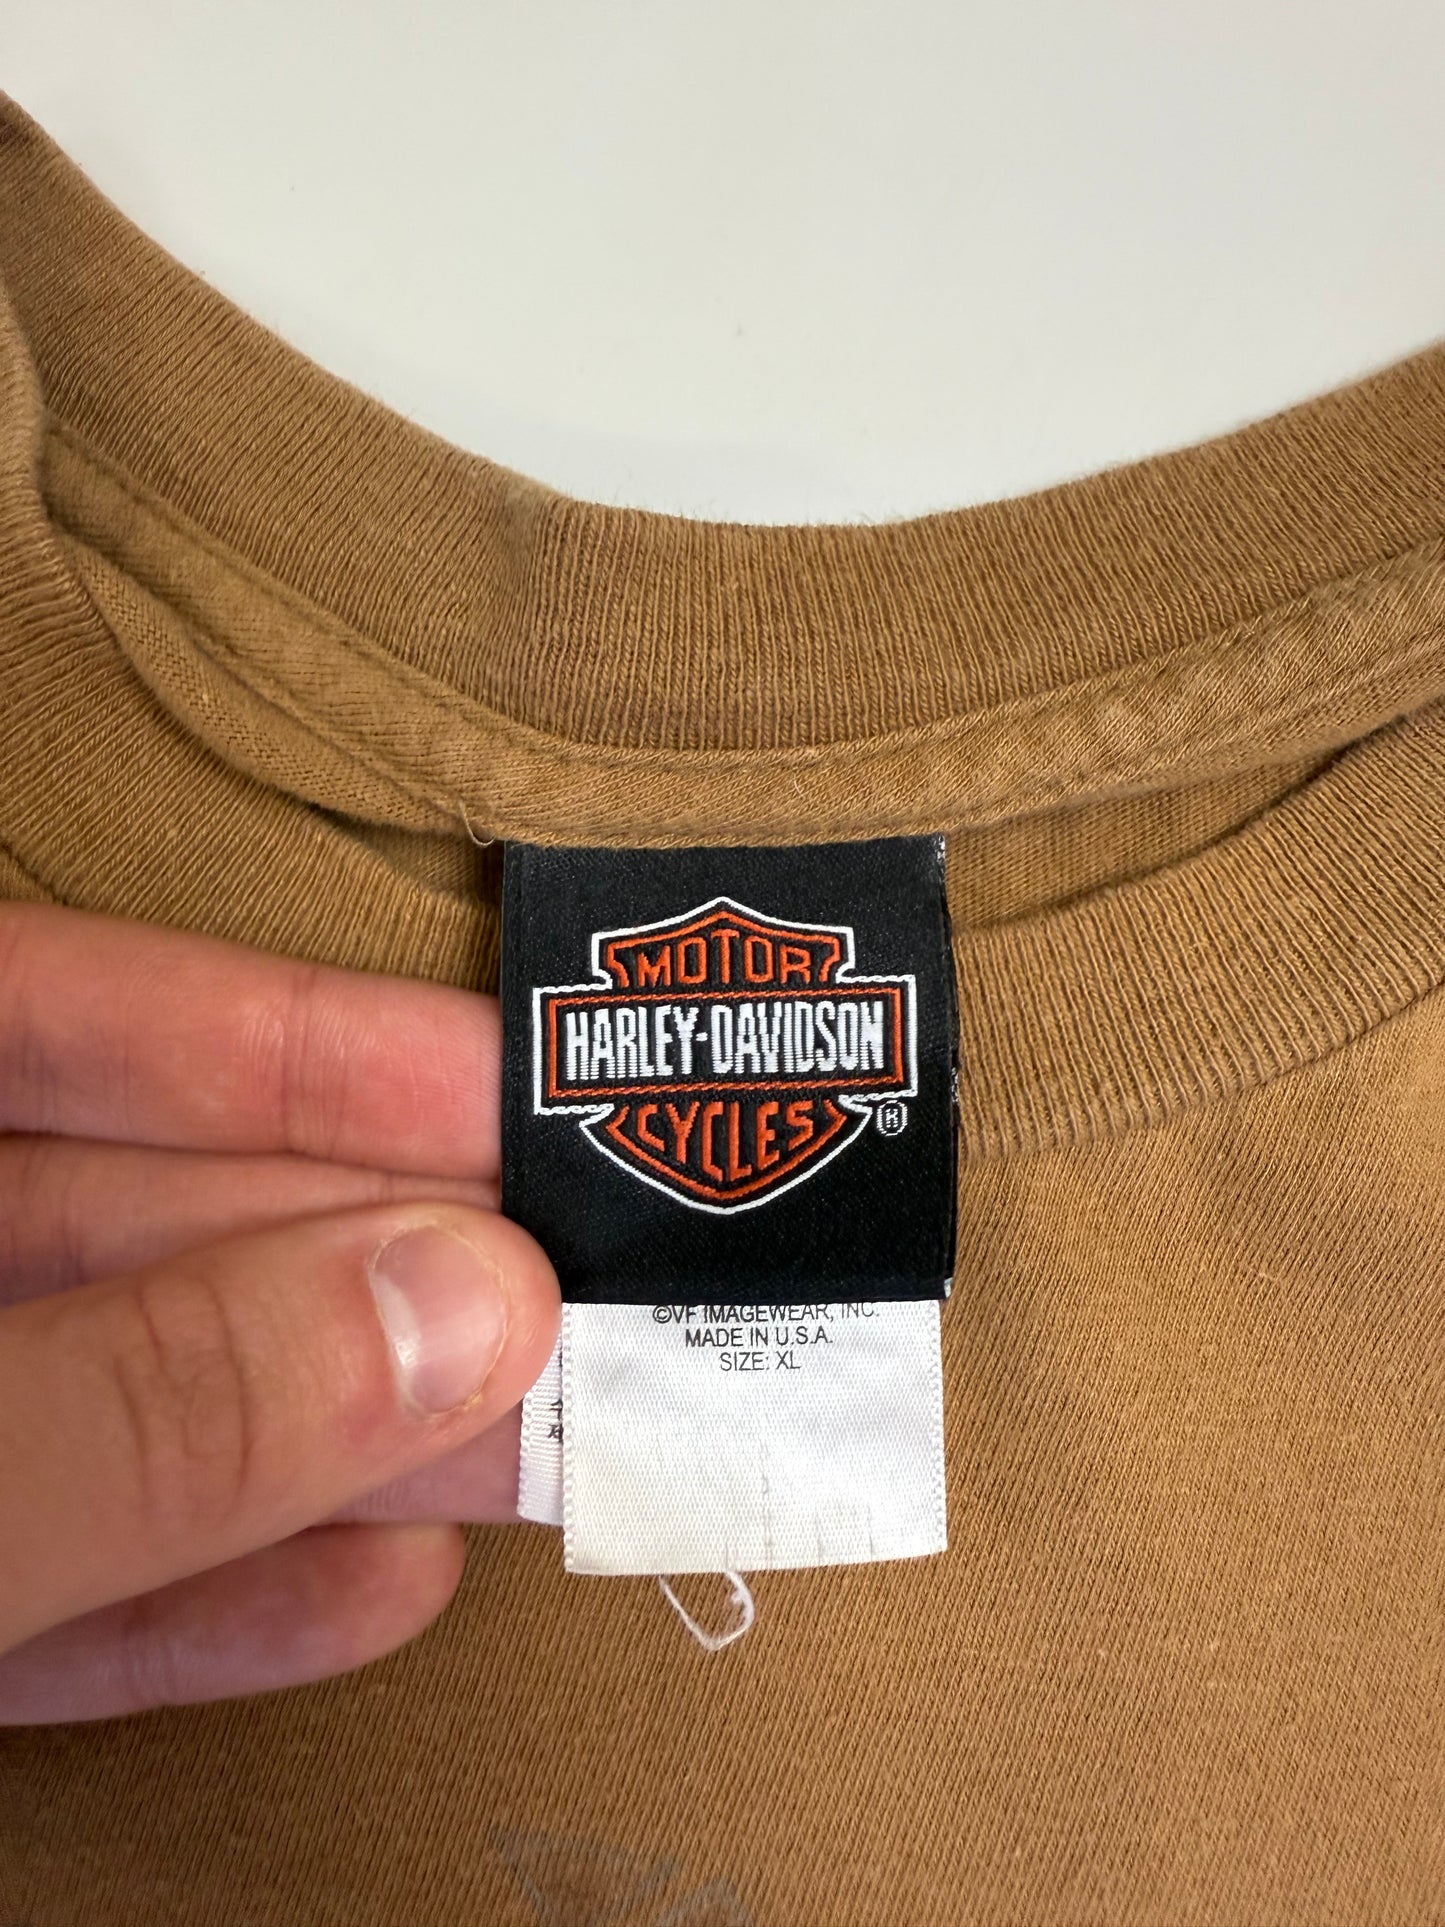 MOTOR
HARLEY-DAVIDSON
CYCLES ®
©VF IMAGEWEAR, INC.
MADE IN U.S.A.
SIZE: XL